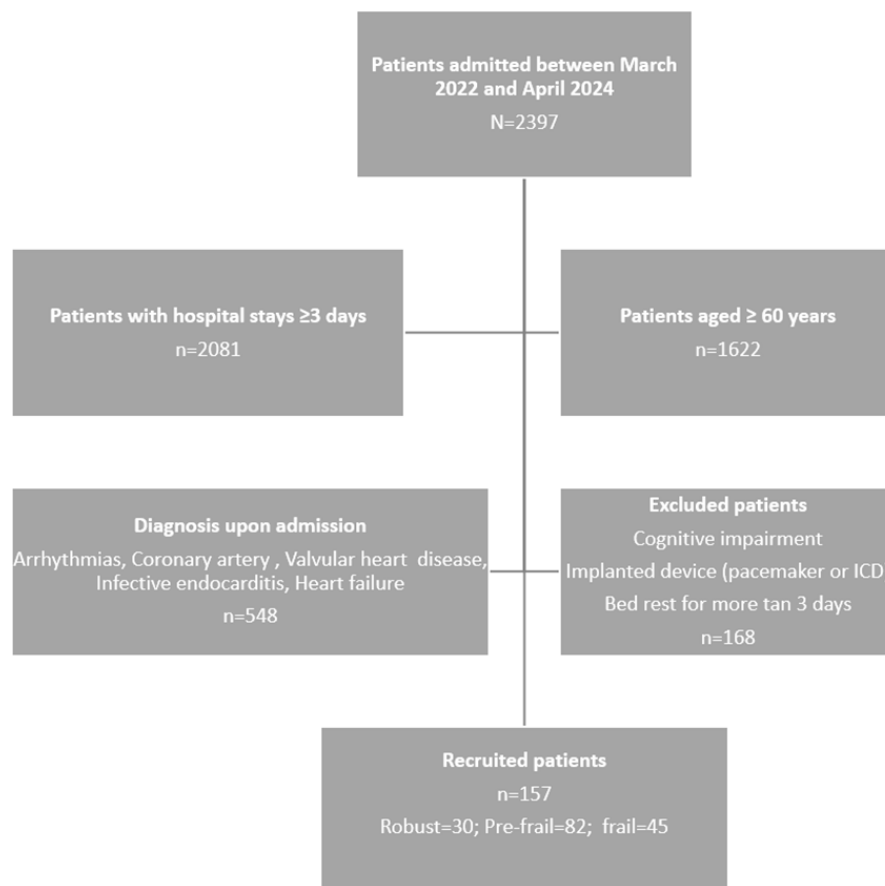 Patients admitted between March
2022 and April 2024
N=2397
Patients with hospital stays ≥3 days
n=2081
Patients aged ≥ 60 years
n=1622
Diagnosis upon admission
Arrhythmias, Coronary artery , Valvular heart disease,
Infective endocarditis, Heart failure
n=548
Excluded patients
Cognitive impairment
Implanted device (pacemaker or ICD
Bed rest for more tan 3 days
n=168
Recruited patients
n=157
Robust=30; Pre-frail=82; frail=45